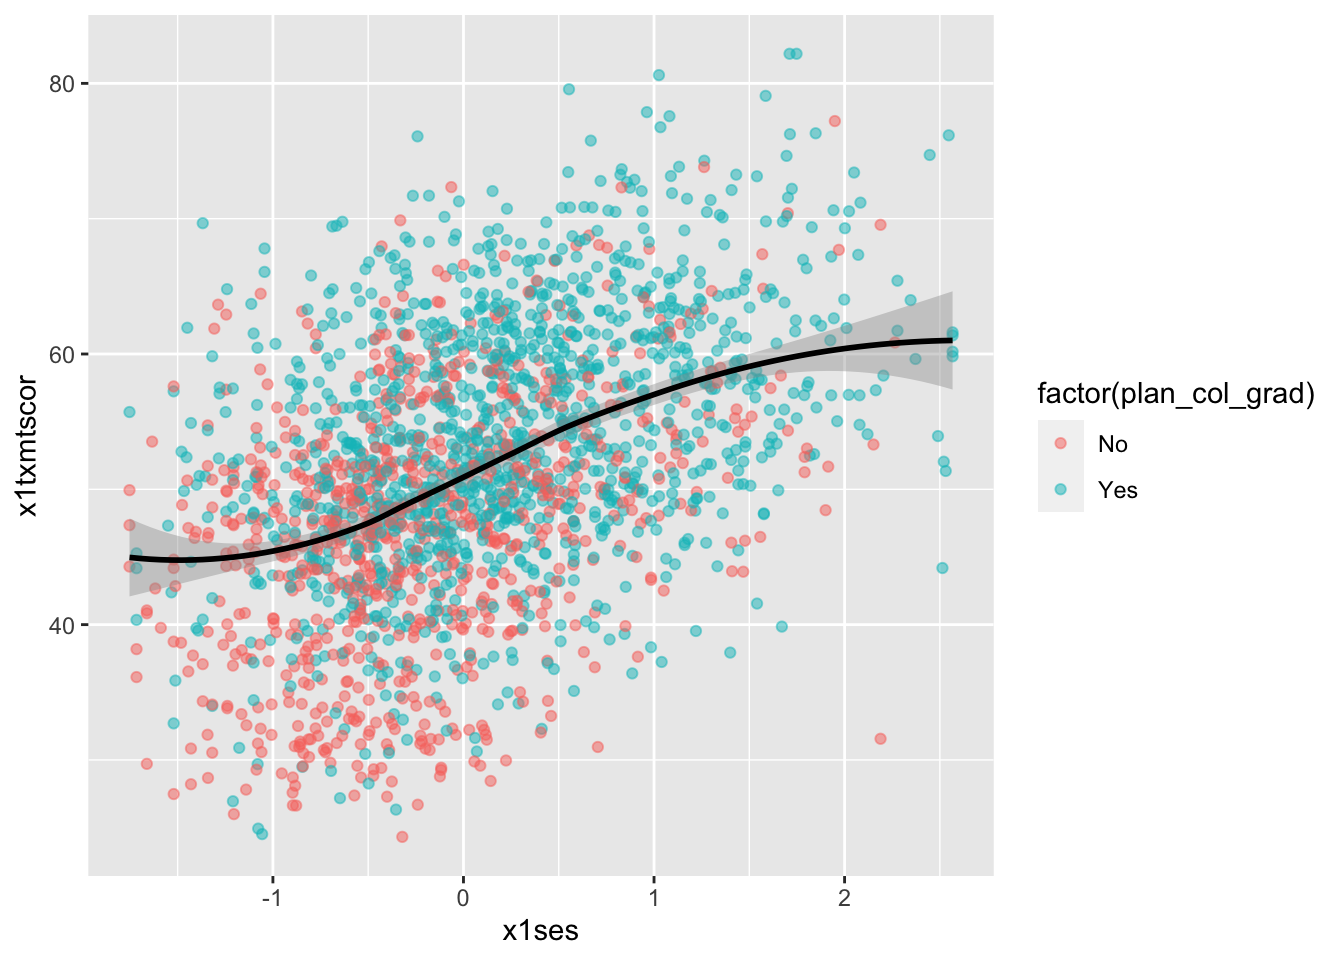 80
60
40
x1txmtscor
-1
0
1
2
x1ses
factor(plan_col_grad)
No
Yes